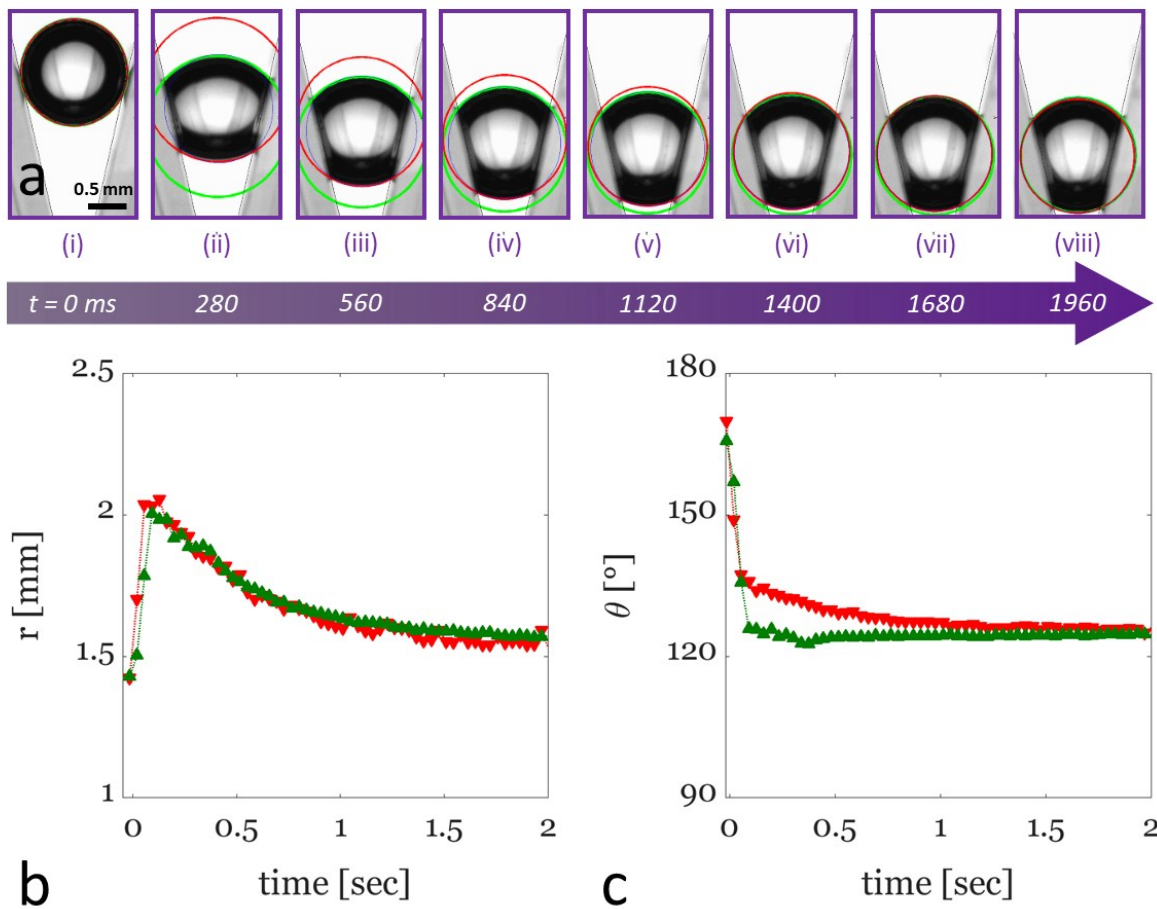 a
0.5 mm
(i) (ii) (iii) (iv) (v) (vi) (vii) (viii)
t = 0 ms 280 560 840 1120 1400 1680 1960
b
r [mm]
2.5
2
1.5
1
0 0.5 1 1.5 2
time [sec]
c
θ [º]
180
150
120
90
0 0.5 1 1.5 2
time [sec]